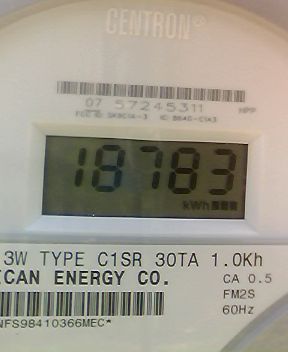 CENTRON®
07 57245311
18783
kWh
3W TYPE C1SR 30TA 1.0Kh
ICAN ENERGY CO.
CA 0.5
FM2S
60Hz
NFS98410366MEC*